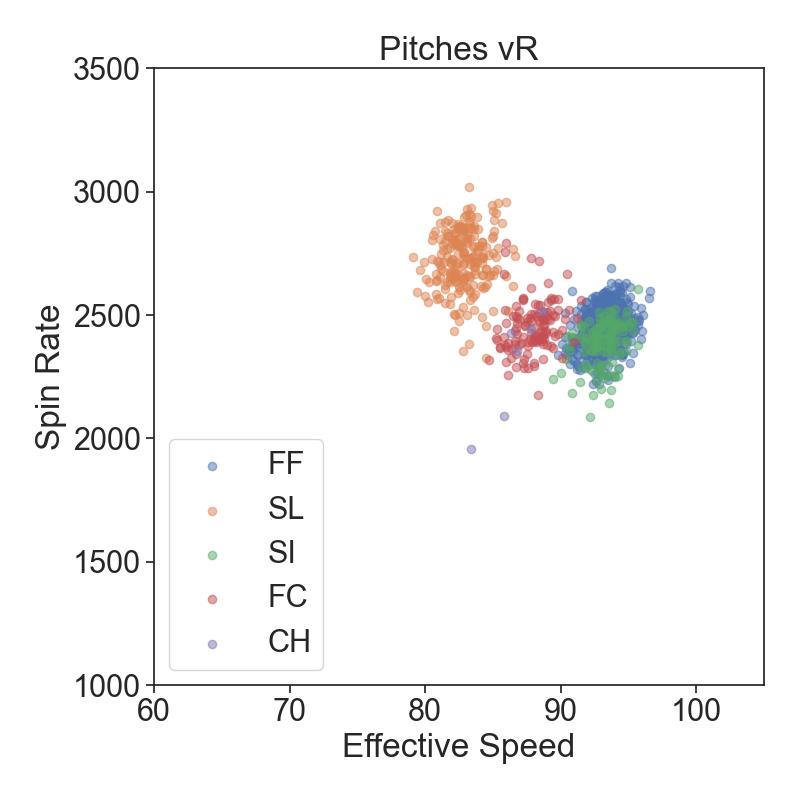 Pitches vR
3500
3000
2500
2000
1500
1000
Spin Rate
FF
SL
SI
FC
CH
60 70 80 90 100
Effective Speed